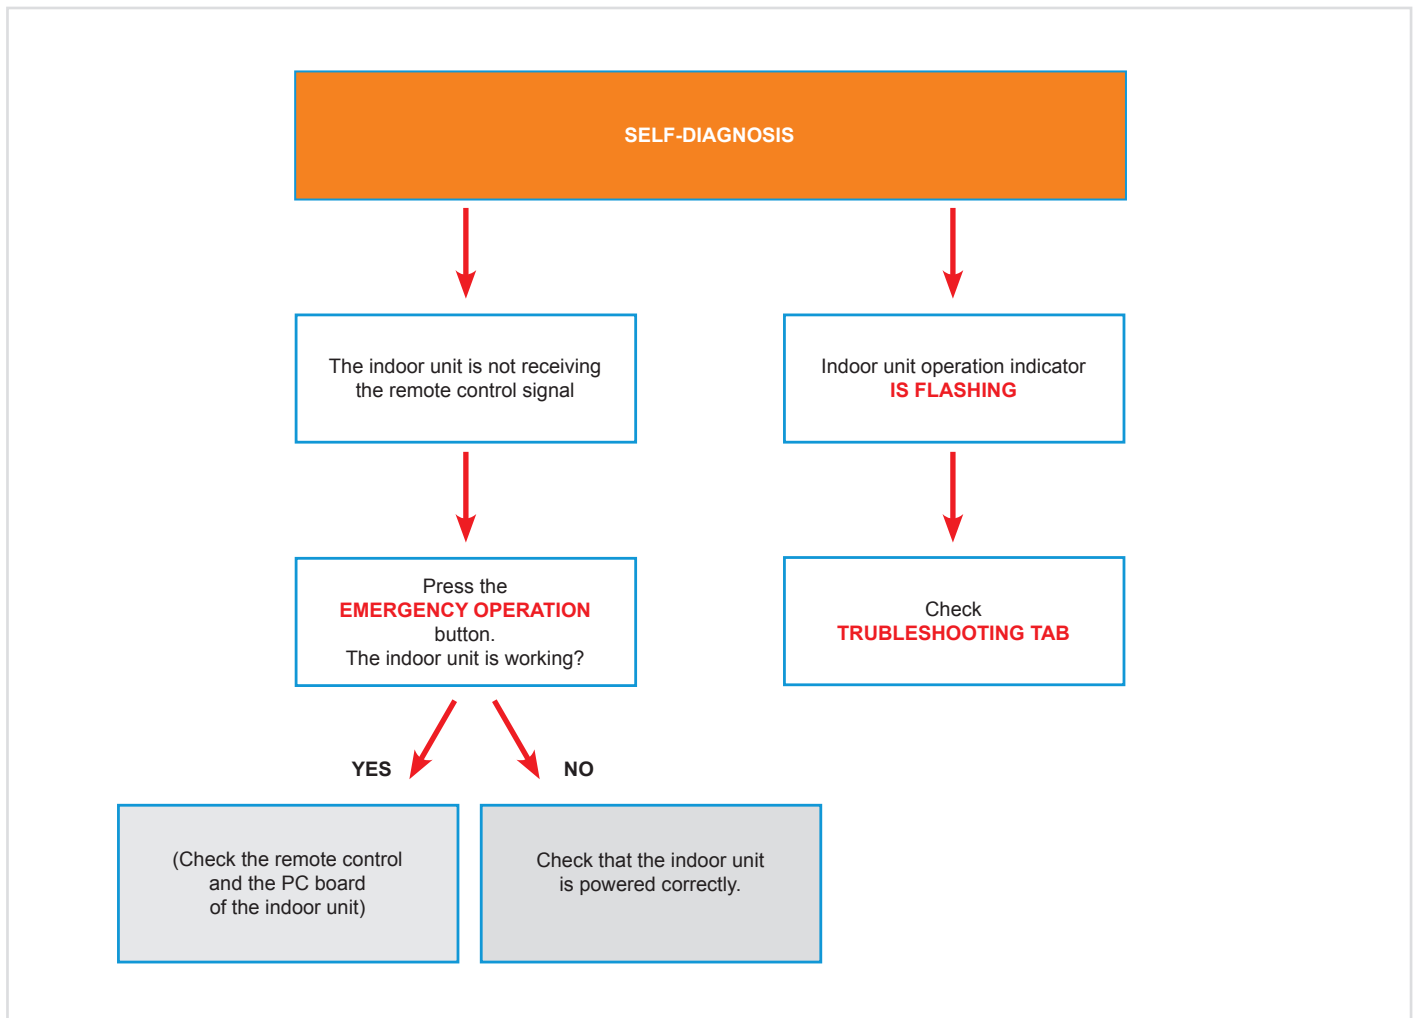 SELF-DIAGNOSIS
The indoor unit is not receiving
the remote control signal
Indoor unit operation indicator
IS FLASHING
Press the
EMERGENCY OPERATION
button.
The indoor unit is working?
Check
TRUBLESHOOTING TAB
YES
NO
(Check the remote control
and the PC board
of the indoor unit)
Check that the indoor unit
is powered correctly.